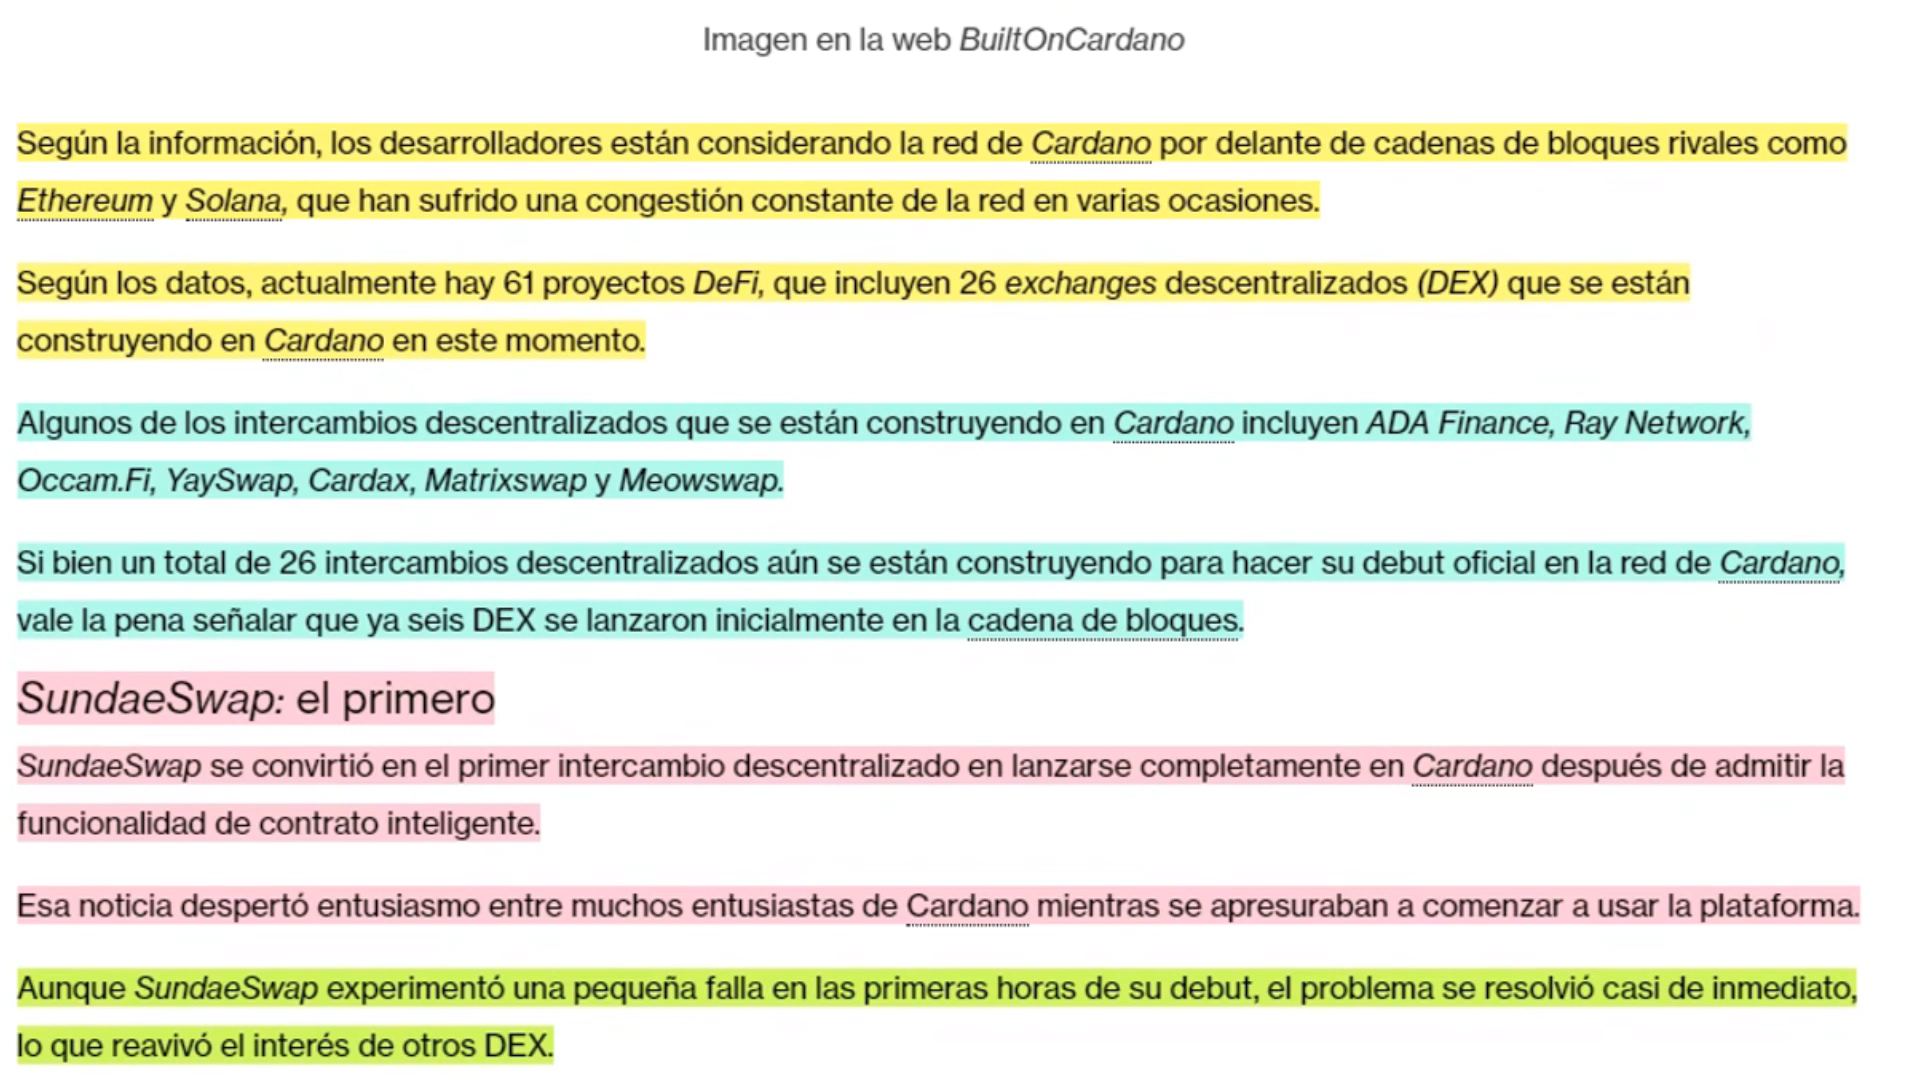 Imagen en la web BuiltOnCardano
Según la información, los desarrolladores están considerando la red de Cardano por delante de cadenas de bloques rivales como
Ethereum y Solana, que han sufrido una congestión constante de la red en varias ocasiones.
Según los datos, actualmente hay 61 proyectos DeFi, que incluyen 26 exchanges descentralizados (DEX) que se están
construyendo en Cardano en este momento.
Algunos de los intercambios descentralizados que se están construyendo en Cardano incluyen ADA Finance, Ray Network,
Occam.Fi, YaySwap, Cardax, Matrixswap y Meowswap.
Si bien un total de 26 intercambios descentralizados aún se están construyendo para hacer su debut oficial en la red de Cardano,
vale la pena señalar que ya seis DEX se lanzaron inicialmente en la cadena de bloques.
SundaeSwap: el primero
SundaeSwap se convirtió en el primer intercambio descentralizado en lanzarse completamente en Cardano después de admitir la
funcionalidad de contrato inteligente.
Esa noticia despertó entusiasmo entre muchos entusiastas de Cardano mientras se apresuraban a comenzar a usar la plataforma.
Aunque SundaeSwap experimentó una pequeña falla en las primeras horas de su debut, el problema se resolvió casi de inmediato,
lo que reavivó el interés de otros DEX.